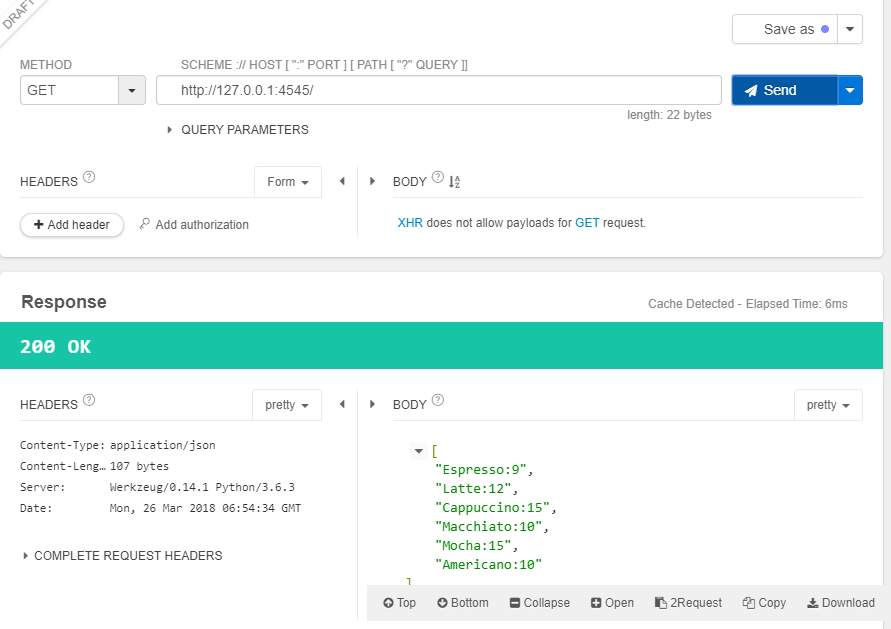 DRAFT
Save as
METHOD
SCHEME :// HOST [ ":" PORT ] [ PATH [ "?" QUERY ]]
GET
http://127.0.0.1:4545/
Send
length: 22 bytes
QUERY PARAMETERS
HEADERS ?
Form
BODY ?
Add header
Add authorization
XHR does not allow payloads for GET request.
Response
Cache Detected - Elapsed Time: 6ms
200 OK
HEADERS ?
pretty
BODY ?
pretty
Content-Type: application/json
Content-Leng… 107 bytes
Server: Werkzeug/0.14.1 Python/3.6.3
Date: Mon, 26 Mar 2018 06:54:34 GMT
COMPLETE REQUEST HEADERS
[
"Espresso:9",
"Latte:12",
"Cappuccino:15",
"Macchiato:10",
"Mocha:15",
"Americano:10"
]
Top
Bottom
Collapse
Open
2Request
Copy
Download